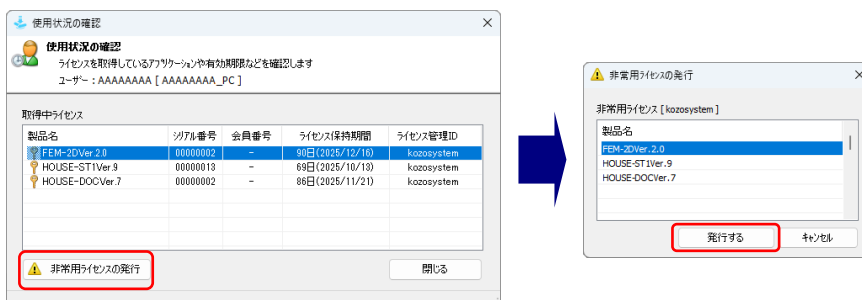 使用状況の確認
使用状況の確認
ライセンスを取得しているアプリケーションや有効期限などを確認します
ユーザー：AAAAAAAA [ AAAAAAAA_PC ]
取得中ライセンス
製品名 シリアル番号 会員番号 ライセンス保持期間 ライセンス管理ID
FEM-2DVer.2.0 00000002 - 90日(2025/12/16) kozosystem
HOUSE-ST1Ver.9 00000013 - 69日(2025/10/13) kozosystem
HOUSE-DOCVer.7 00000002 - 86日(2025/11/21) kozosystem
非常用ライセンスの発行 閉じる
非常用ライセンスの発行
非常用ライセンス [ kozosystem ]
製品名
FEM-2DVer.2.0
HOUSE-ST1Ver.9
HOUSE-DOCVer.7
発行する キャンセル